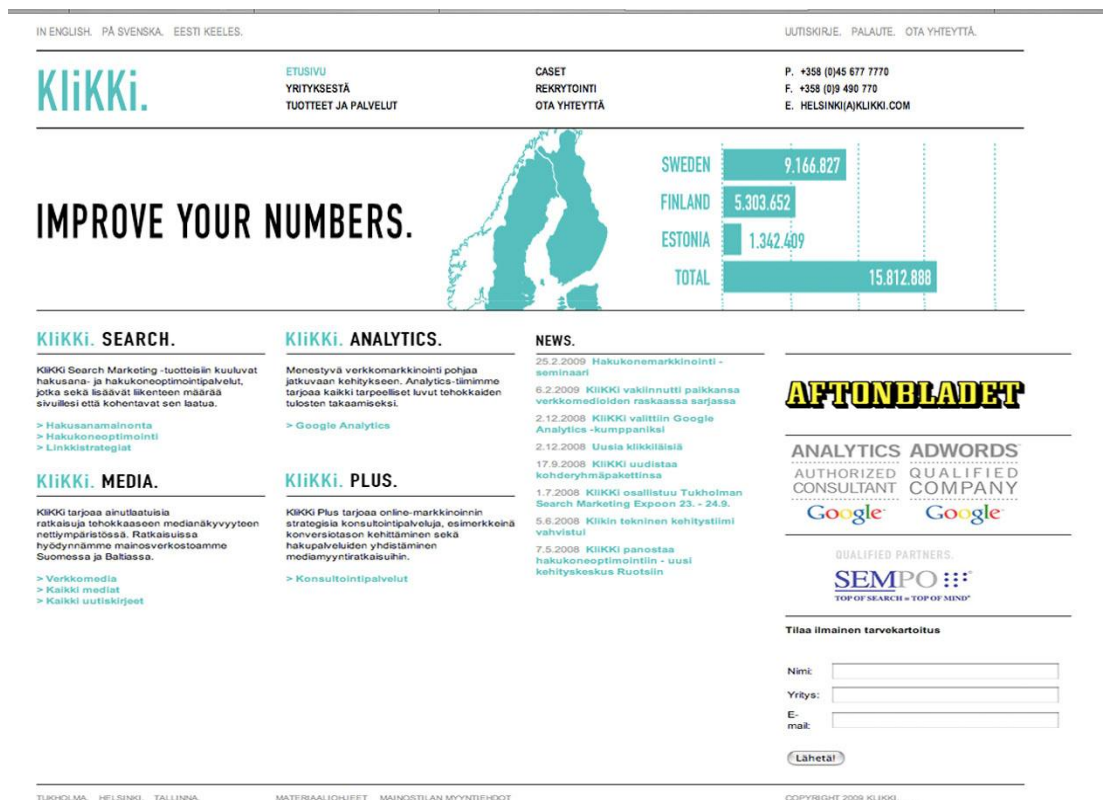 IN ENGLISH. PÅ SVENSKA. EESTI KEELES.
UUTISKIRJE. PALAUTE. OTA YHTEYTTÄ.
KliKKi.
ETUSIVU
YRITYKSESTÄ
TUOTTEET JA PALVELUT
CASET
REKRYTOINTI
OTA YHTEYTTÄ
P. +358 (0)45 677 7770
F. +358 (0)9 490 770
E. HELSINKI(A)KLIKKI.COM
IMPROVE YOUR NUMBERS.
SWEDEN 9.166.827
FINLAND 5.303.652
ESTONIA 1.342.409
TOTAL 15.812.888
KliKKi. SEARCH.
KliKKi Search Marketing -tuotteisiin kuuluvat
hakusana- ja hakukoneoptimointipalvelut,
jotka sekä lisäävät liikenteen määrää
sivuillesi että kohentavat sen laatua.
> Hakusanamainonta
> Hakukoneoptimointi
> Linkkistrategiat
KliKKi. ANALYTICS.
Menestyvä verkkomarkkinointi pohjaa
jatkuvaan kehitykseen. Analytics-tiimimme
tarjoaa kaikki tarpeelliset luvut tehokkaiden
tulosten takaamiseksi.
> Google Analytics
KliKKi. MEDIA.
KliKKi tarjoaa ainutlaatuisia
ratkaisuja tehokkaaseen medianäkyvyyteen
nettiympäristössä. Ratkaisuissa
hyödynnämme mainosverkostoamme
Suomessa ja Baltiassa.
> Verkkomedia
> Kaikki mediat
> Kaikki uutiskirjeet
KliKKi. PLUS.
KliKKi Plus tarjoaa online-markkinoinnin
strategisia konsultointipalveluja, esimerkkeinä
konversiotason kehittäminen sekä
hakupalveluiden yhdistäminen
mediamyyntiratkaisuihin.
> Konsultointipalvelut
NEWS.
25.2.2009 Hakukonemarkkinointi -
seminaari
6.2.2009 KliKKi vakiinnutti paikkansa
verkkomedioiden raskaassa sarjassa
2.12.2008 KliKKi valittiin Google
Analytics -kumppaniksi
2.12.2008 Uusia klikkiläisiä
17.9.2008 KliKKi uudistaa
kohderyhmäpakettinsa
1.7.2008 KliKKi osallistuu Tukholman
Search Marketing Expoon 23. - 24.9.
5.6.2008 Klikin tekninen kehitystiimi
vahvistui
7.5.2008 KliKKi panostaa
hakukoneoptimointiin - uusi
kehityskeskus Ruotsiin
AFTONBLADET
ANALYTICS
AUTHORIZED
CONSULTANT
Google
ADWORDS
QUALIFIED
COMPANY
Google
QUALIFIED PARTNERS.
SEMPO
TOP OF SEARCH = TOP OF MIND
Tilaa ilmainen tarvekartoitus
Nimi:
Yritys:
E-
mail:
Lähetä!
TUKHOLMA. HELSINKI. TALLINNA.
MATERIAALIOHJEET MAINOSTILAN MYYNTIEHDOT
COPYRIGHT 2009 KLIKKI.